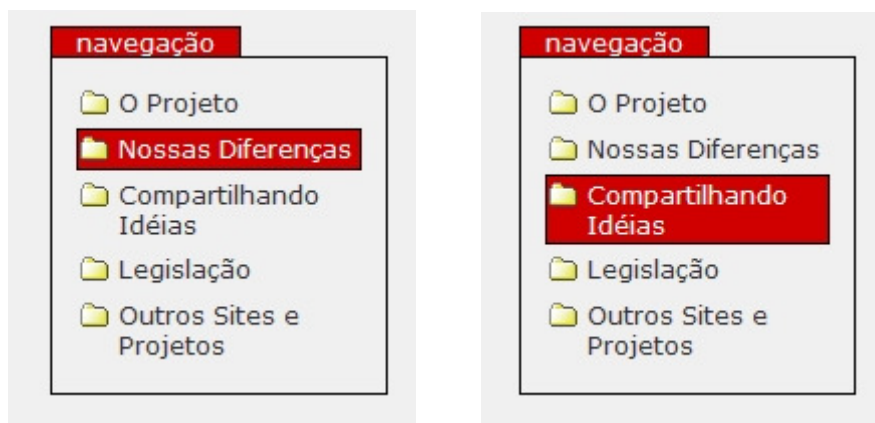 navegação
O Projeto
Nossas Diferenças
Compartilhando
Idéias
Legislação
Outros Sites e
Projetos
navegação
O Projeto
Nossas Diferenças
Compartilhando
Idéias
Legislação
Outros Sites e
Projetos